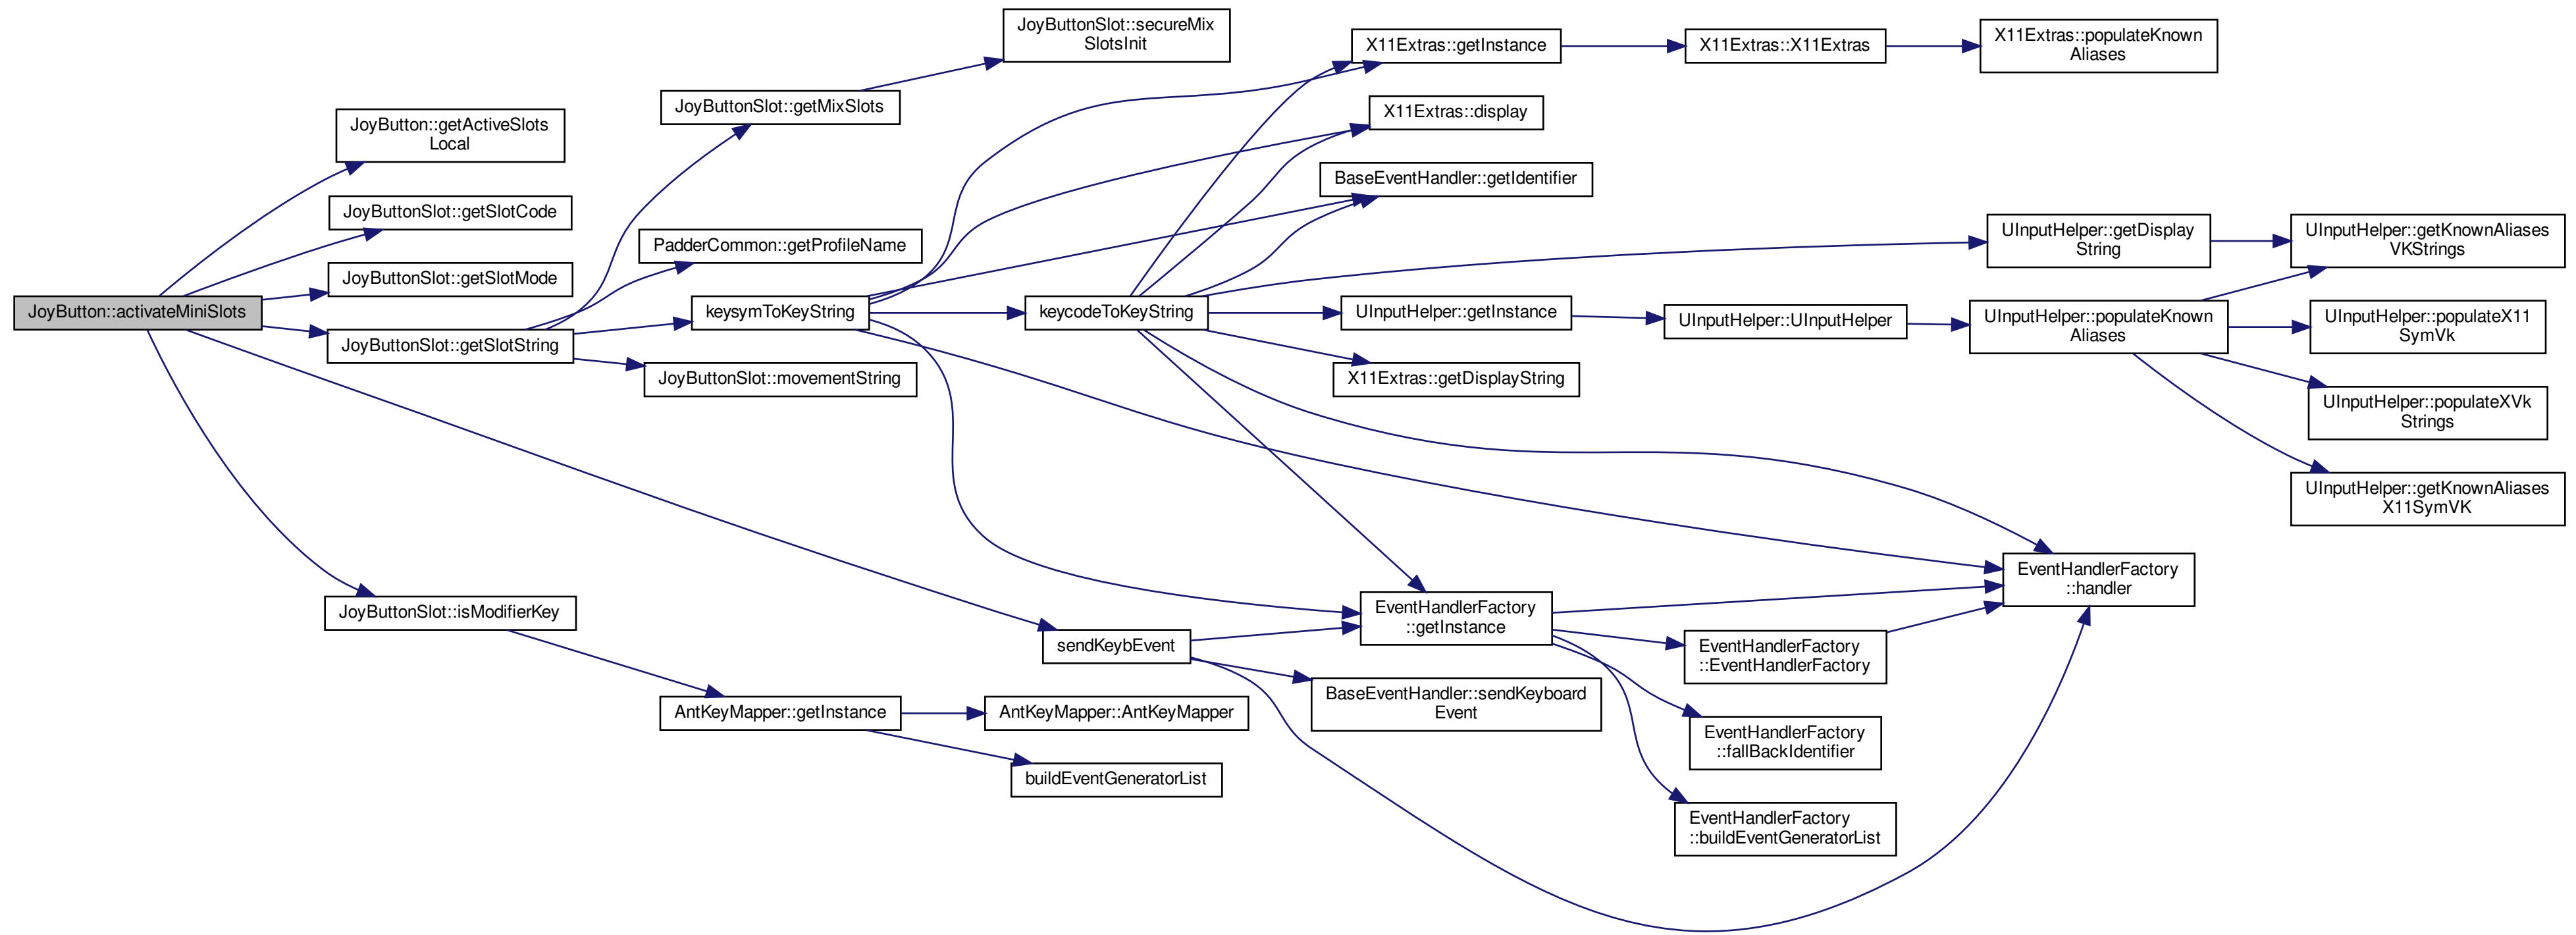 JoyButton::activateMiniSlots
JoyButton::getActiveSlots
Local
JoyButtonSlot::getSlotCode
JoyButtonSlot::getSlotMode
JoyButtonSlot::getSlotString
JoyButtonSlot::isModifierKey
JoyButtonSlot::getMixSlots
PadderCommon::getProfileName
keysymToKeyString
JoyButtonSlot::movementString
AntKeyMapper::getInstance
JoyButtonSlot::secureMix
SlotsInit
keycodeToKeyString
sendKeybEvent
AntKeyMapper::AntKeyMapper
buildEventGeneratorList
X11Extras::getInstance
X11Extras::display
BaseEventHandler::getIdentifier
UInputHelper::getInstance
X11Extras::getDisplayString
EventHandlerFactory
::getInstance
BaseEventHandler::sendKeyboard
Event
X11Extras::X11Extras
UInputHelper::UInputHelper
EventHandlerFactory
::EventHandlerFactory
EventHandlerFactory
::fallBackIdentifier
EventHandlerFactory
::buildEventGeneratorList
X11Extras::populateKnown
Aliases
UInputHelper::getDisplay
String
UInputHelper::populateKnown
Aliases
EventHandlerFactory
::handler
UInputHelper::getKnownAliases
VKStrings
UInputHelper::populateX11
SymVk
UInputHelper::populateXVk
Strings
UInputHelper::getKnownAliases
X11SymVK